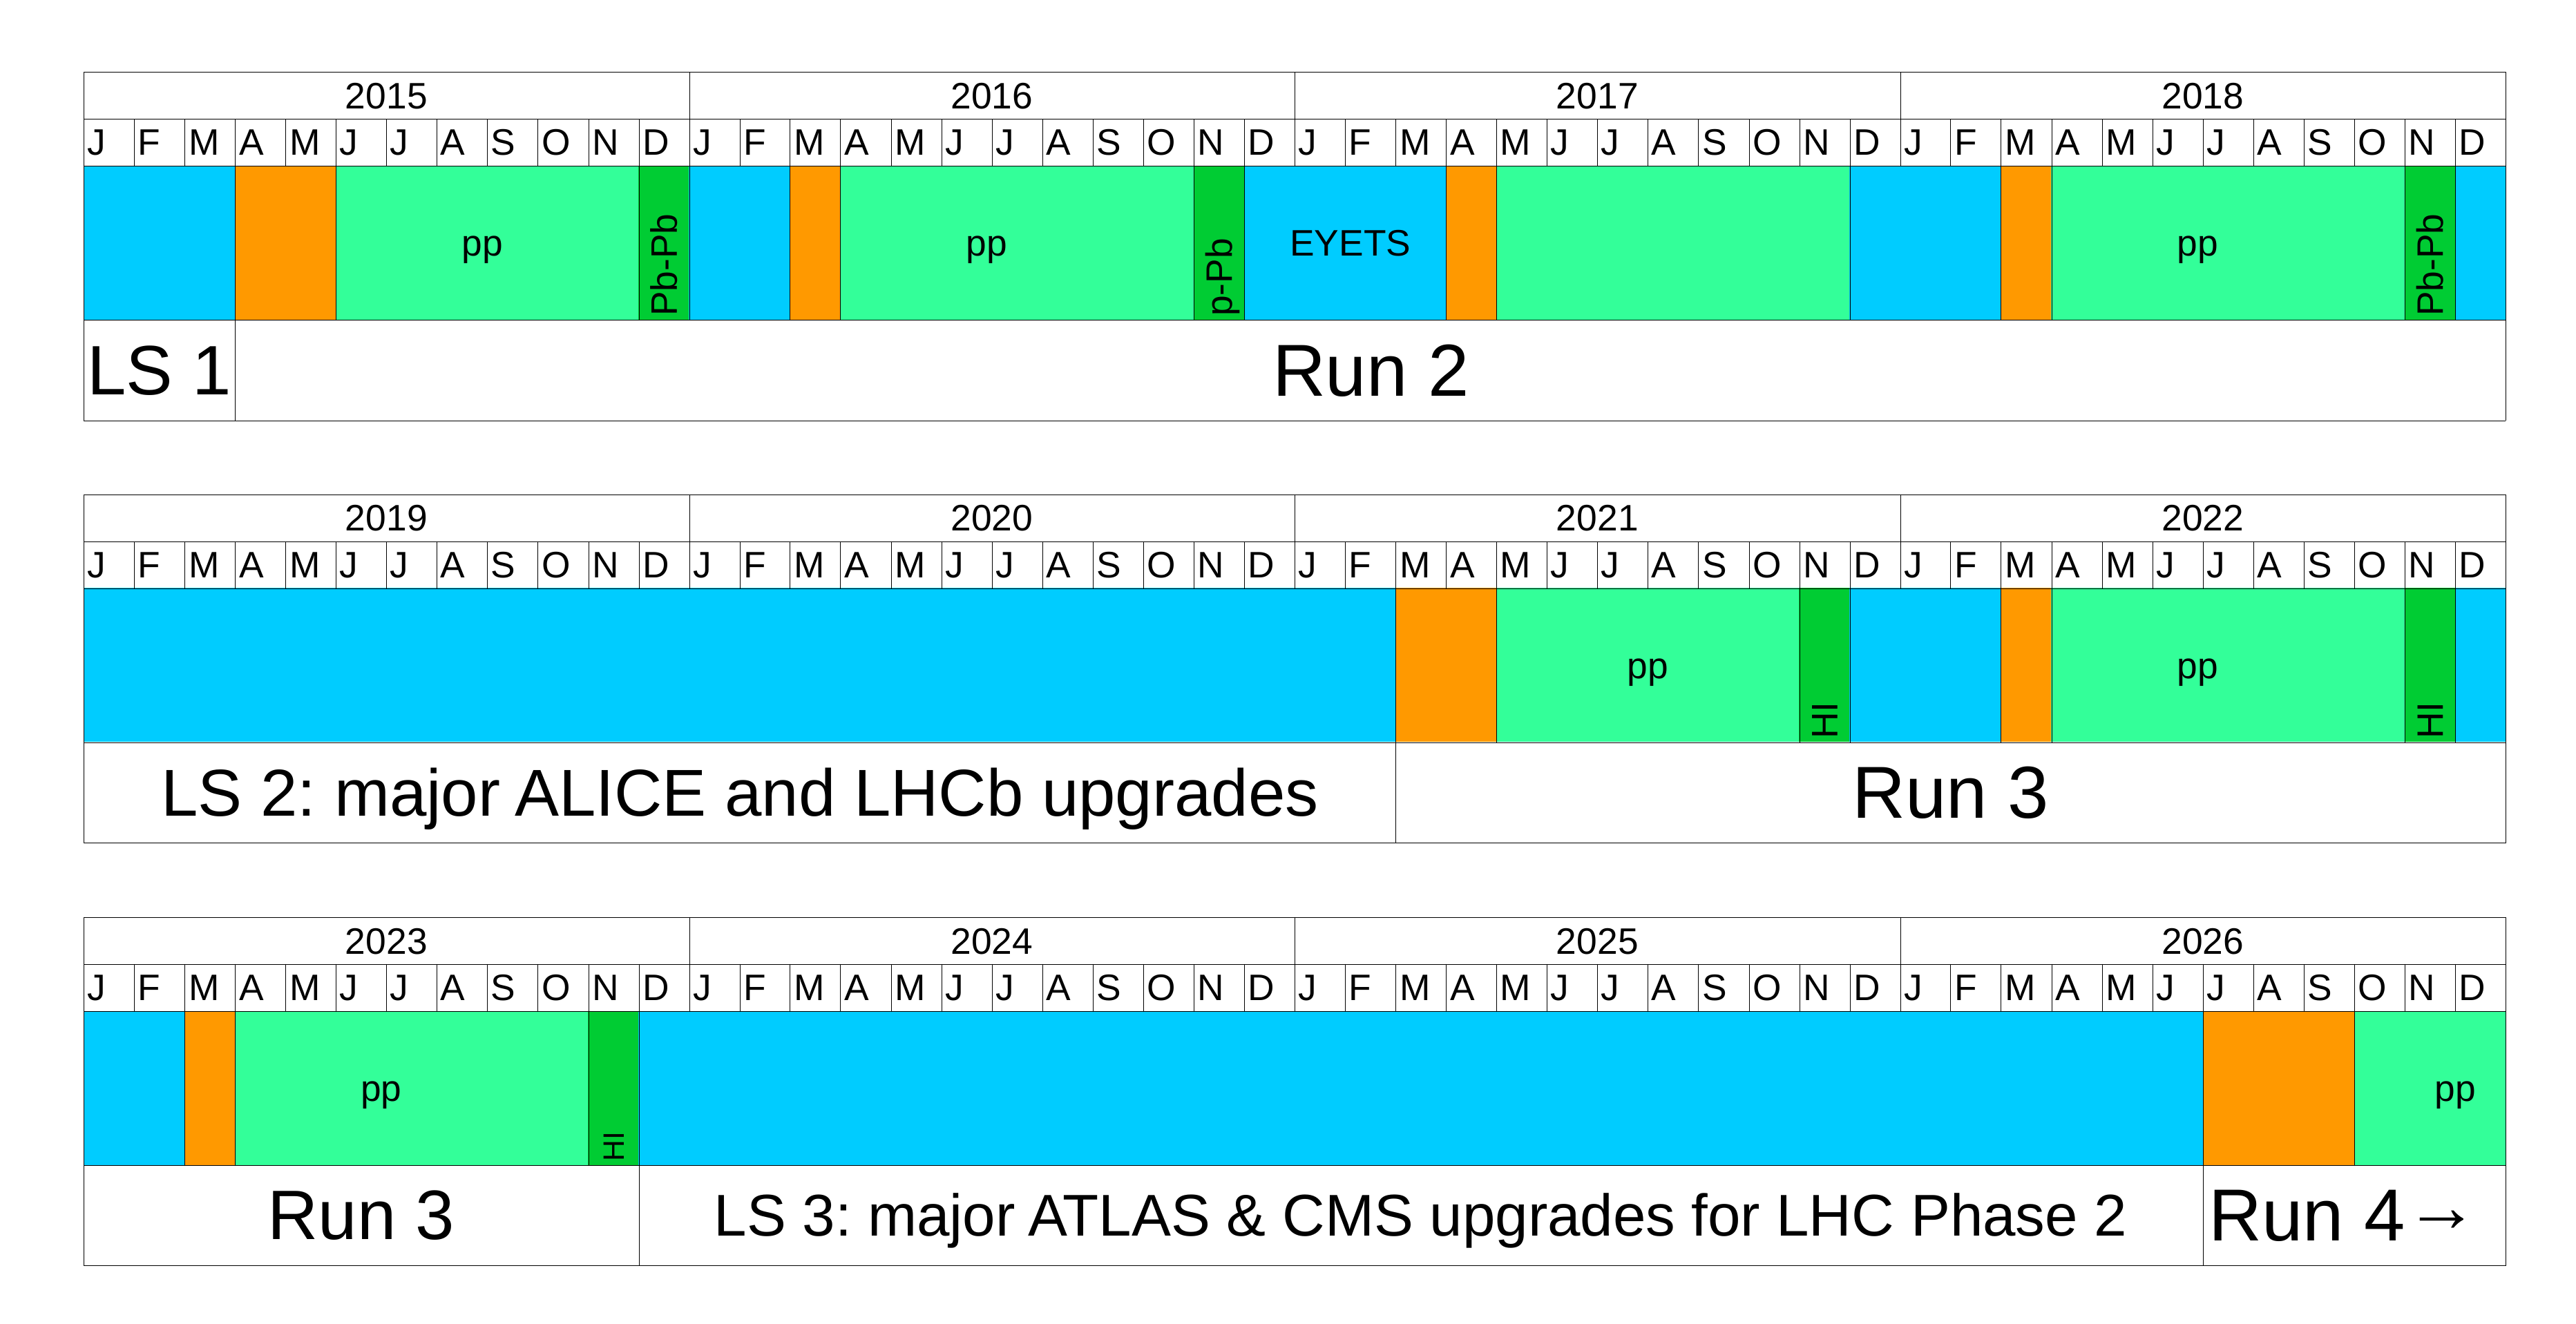 2015 2016 2017 2018
J F M A M J J A S O N D J F M A M J J A S O N D J F M A M J J A S O N D J F M A M J J A S O N D
pp Pb-Pb pp p-Pb EYETS pp Pb-Pb
LS 1 Run 2
2019 2020 2021 2022
J F M A M J J A S O N D J F M A M J J A S O N D J F M A M J J A S O N D J F M A M J J A S O N D
pp HI pp HI
LS 2: major ALICE and LHCb upgrades Run 3
2023 2024 2025 2026
J F M A M J J A S O N D J F M A M J J A S O N D J F M A M J J A S O N D J F M A M J J A S O N D
pp HI pp
Run 3 LS 3: major ATLAS & CMS upgrades for LHC Phase 2 Run 4→